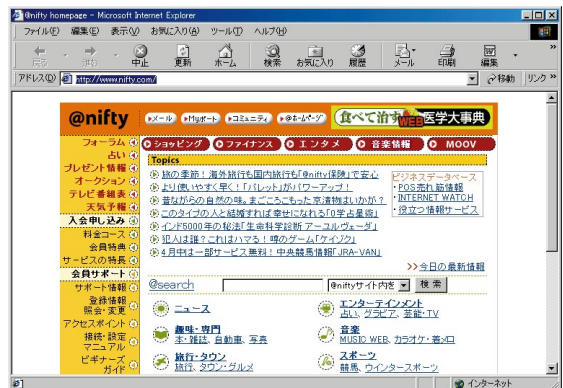 @nifty homepage - Microsoft Internet Explorer
ファイル(F) 編集(E) 表示(V) お気に入り(A) ツール(T) ヘルプ(H)
戻る 進む 中止 更新 ホーム 検索 お気に入り 履歴 メール 印刷 編集
アドレス(D) http://www.nifty.com/ 移動 リンク »
@nifty メール Myポート コミュニティ @ホームページ 食べて治す WEB 医学大事典
フォーラム
占い
プレゼント情報
オークション
テレビ番組表
天気予報
入会申し込み
料金コース
会員特典
サービスの特長
会員サポート
サポート情報
登録情報
照会・変更
アクセスポイント
接続・設定
マニュアル
ビギナーズ
ガイド
ショッピング ファイナンス エンタメ 音楽情報 MOOV
Topics
旅の季節！海外旅行も国内旅行も「@nifty保険」で安心
より使いやすく早く！「パレット」がパワーアップ！
昔ながらの自然の味。まごころこもった京漬物はいかが？
このタイプの人と結婚すれば幸せになれる「0学占星術」
インド5000年の秘法「生命科学診断 アーユルヴェーダ」
犯人は誰？これはハマる！噂のゲーム「ケイゾク」
4月中は一部サービス無料！中央競馬情報「JRA-VAN」
ビジネスデータベース
・POS売れ筋情報
・INTERNET WATCH
・役立つ情報サービス
>>今日の最新情報
@search @niftyサイト内を 検索
ニュース
エンターテインメント
占い、グラビア、芸能・TV
趣味・専門
本・雑誌、自動車、写真
音楽
MUSIC WEB、カラオケ・着メロ
旅行・タウン
旅行、タウン・グルメ
スポーツ
競馬、ウインタースポーツ
インターネット